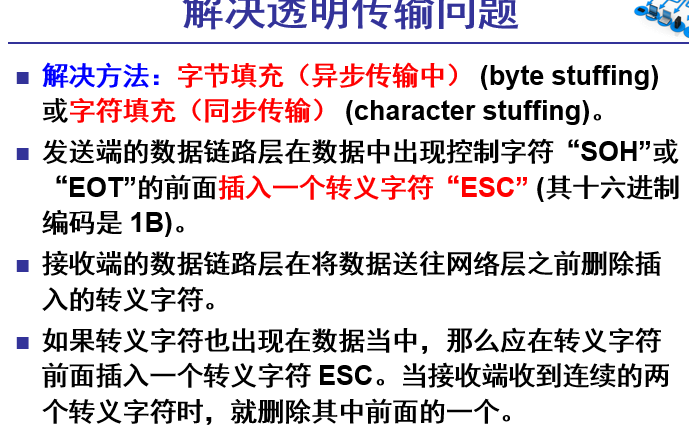 解决透明传输问题
解决方法：字节填充（异步传输中） (byte stuffing)
或字符填充（同步传输） (character stuffing)。
发送端的数据链路层在数据中出现控制字符“SOH”或
“EOT”的前面插入一个转义字符“ESC” (其十六进制
编码是 1B)。
接收端的数据链路层在将数据送往网络层之前删除插
入的转义字符。
如果转义字符也出现在数据当中，那么应在转义字符
前面插入一个转义字符 ESC。当接收端收到连续的两
个转义字符时，就删除其中前面的一个。